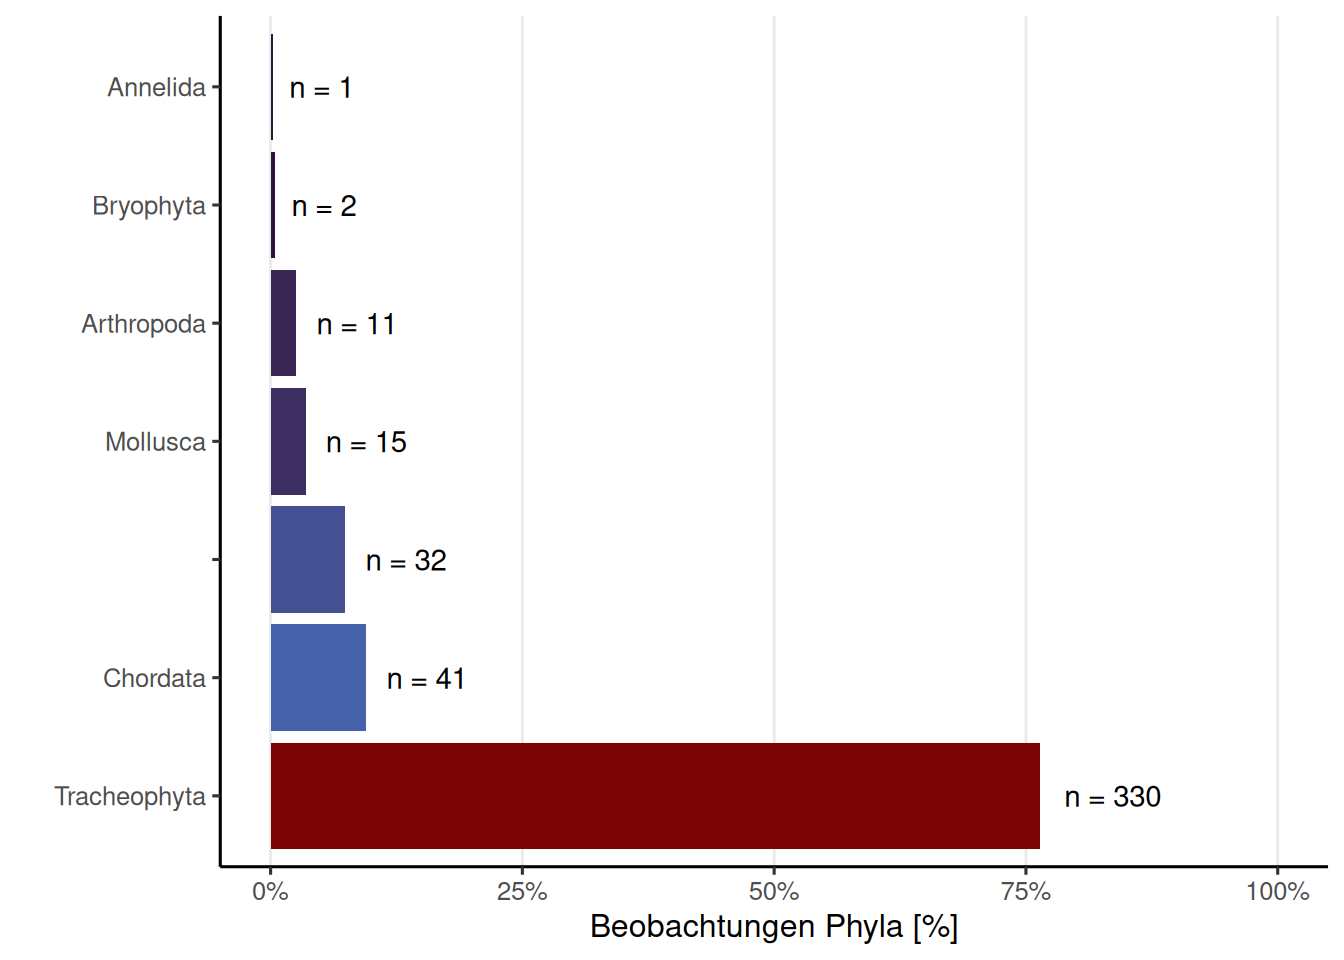 Annelida n = 1
Bryophyta n = 2
Arthropoda n = 11
Mollusca n = 15
n = 32
Chordata n = 41
Tracheophyta n = 330
0% 25% 50% 75% 100%
Beobachtungen Phyla [%]